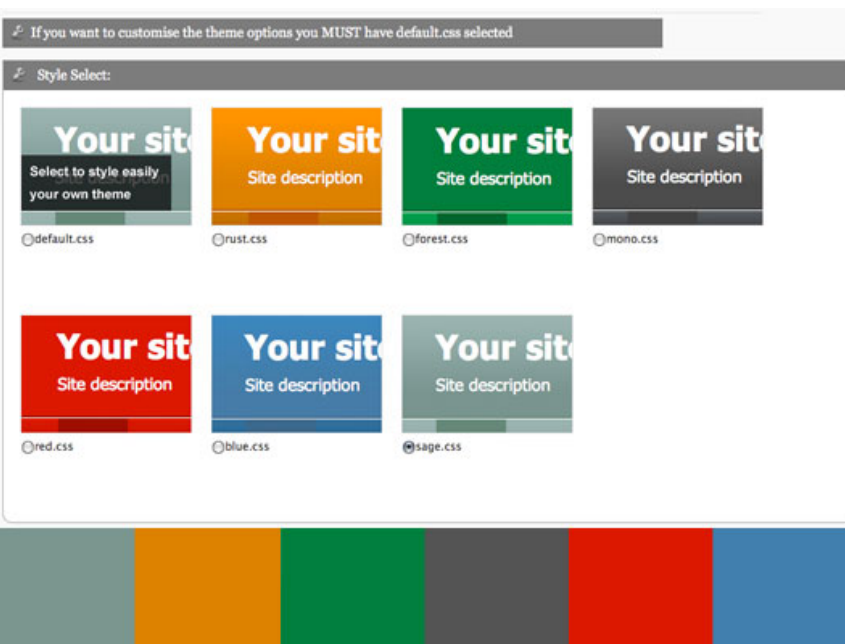 If you want to customise the theme options you MUST have default.css selected
Style Select:
Your site
Select to style easily
your own theme
default.css
Your site
Site description
rust.css
Your site
Site description
forest.css
Your site
Site description
mono.css
Your site
Site description
red.css
Your site
Site description
blue.css
Your site
Site description
sage.css